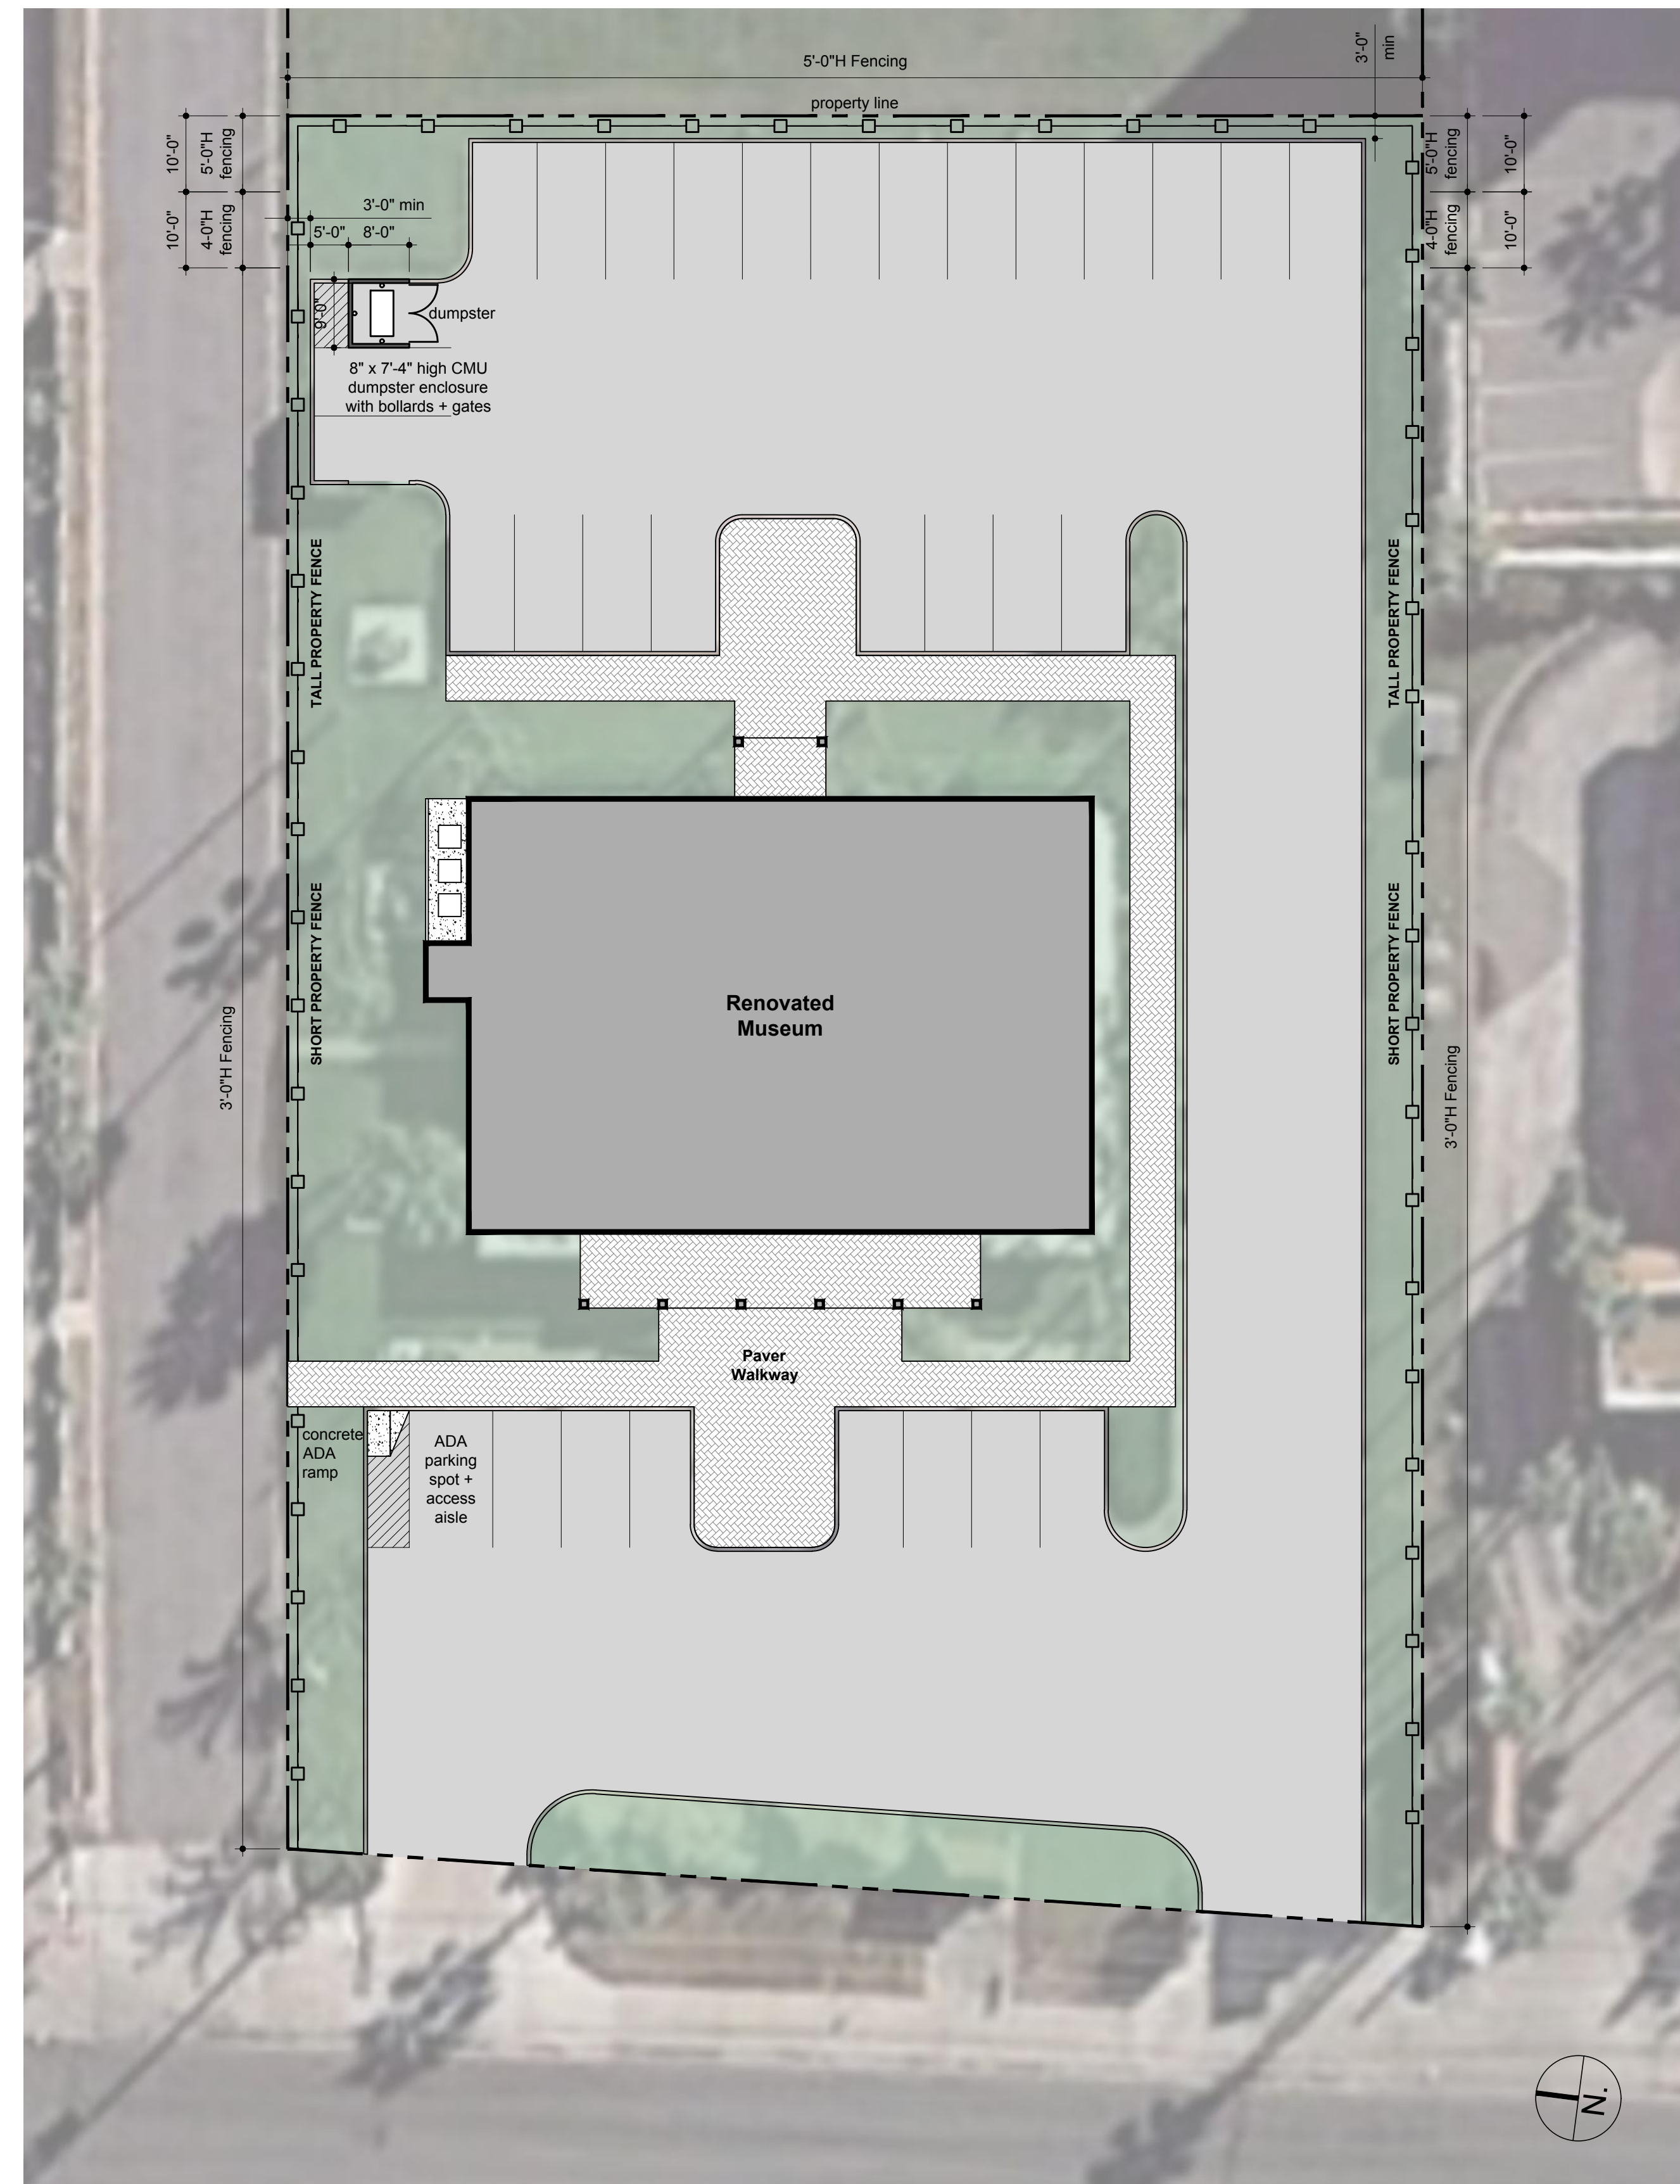 5'-0"H Fencing
3'-0"
min
property line
10'-0"
5'-0"H
fencing
5'-0"H
fencing
10'-0"
10'-0"
4-0"H
fencing
4-0"H
fencing
10'-0"
3'-0" min
5'-0"
8'-0"
9'-0"
dumpster
8" x 7'-4" high CMU
dumpster enclosure
with bollards + gates
TALL PROPERTY FENCE
TALL PROPERTY FENCE
SHORT PROPERTY FENCE
SHORT PROPERTY FENCE
Renovated
Museum
3'-0"H Fencing
3'-0"H Fencing
Paver
Walkway
concrete
ADA
ramp
ADA
parking
spot +
access
aisle
N.